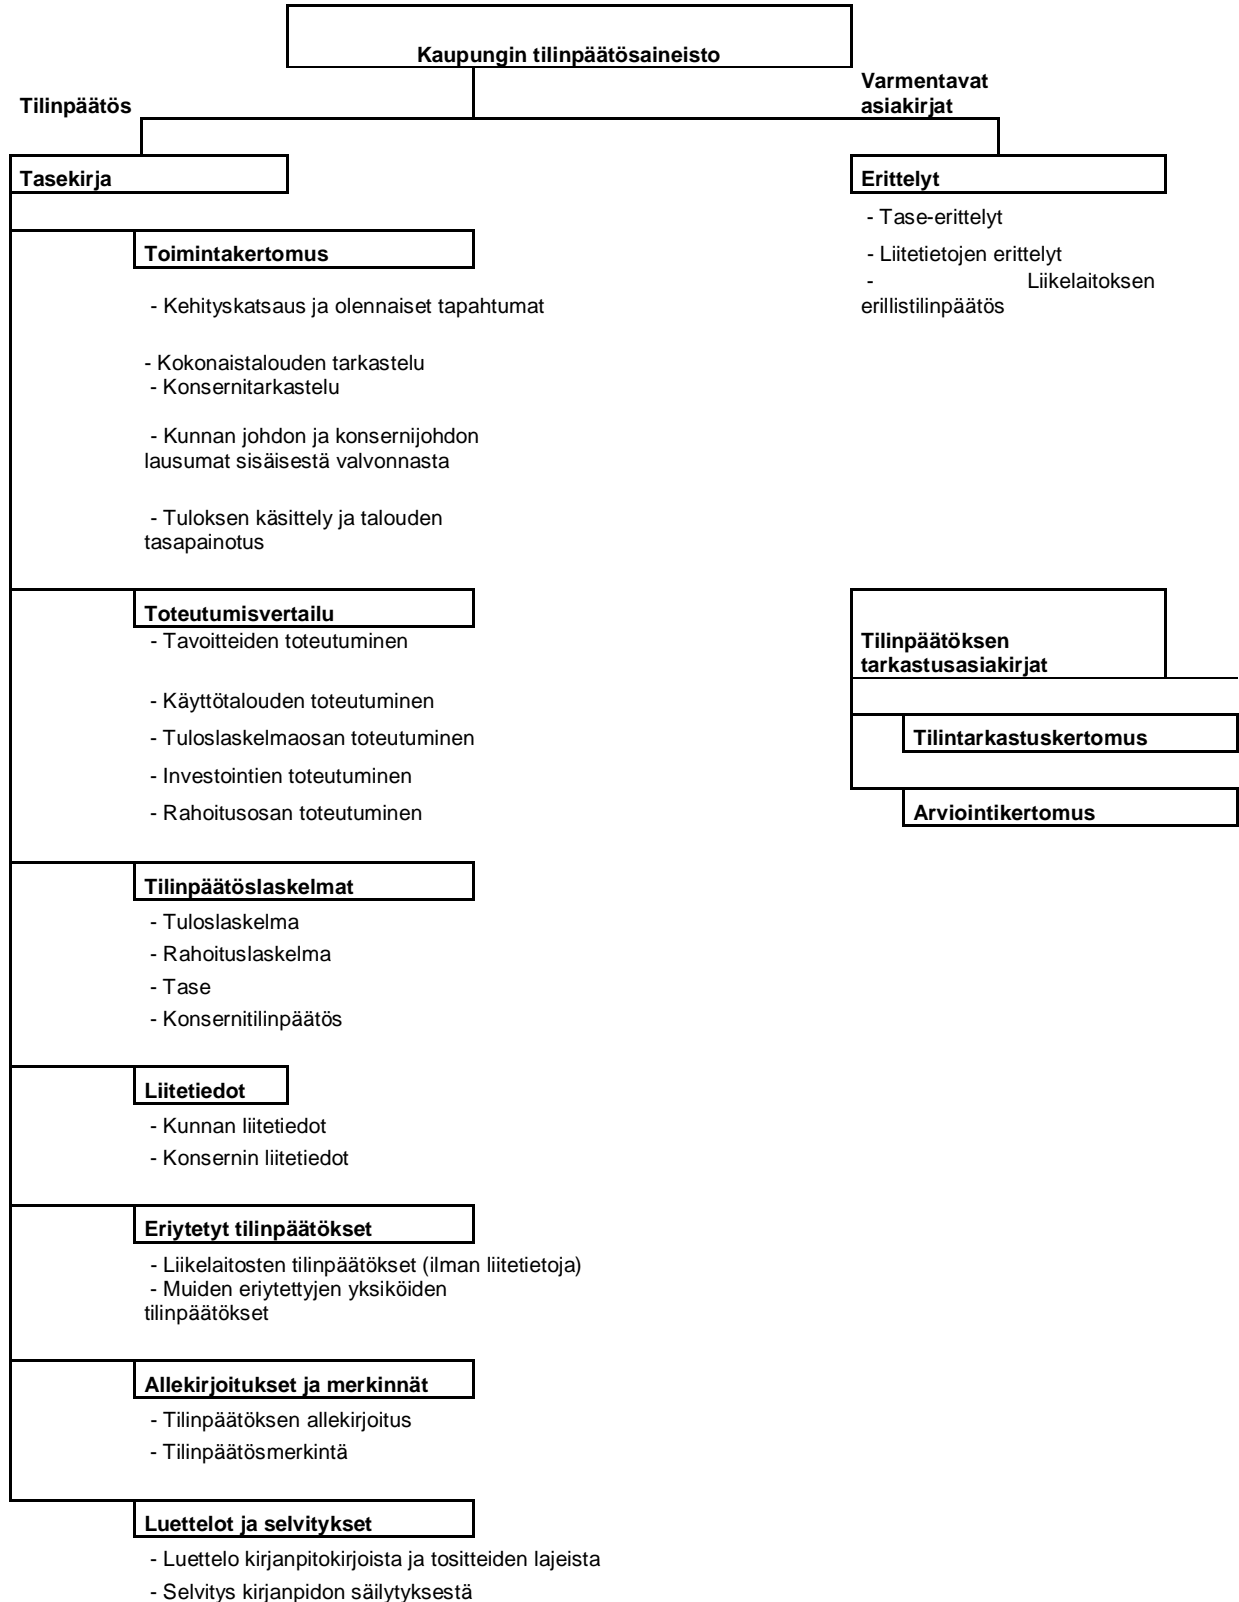 Kaupungin tilinpäätösaineisto
Tilinpäätös
Varmentavat
asiakirjat
Tasekirja
Erittelyt
- Tase-erittelyt
- Liitetietojen erittelyt
- Liikelaitoksen
erillistilinpäätös
Toimintakertomus
- Kehityskatsaus ja olennaiset tapahtumat
- Kokonaistalouden tarkastelu
- Konsernitarkastelu
- Kunnan johdon ja konsernijohdon
lausumat sisäisestä valvonnasta
- Tuloksen käsittely ja talouden
tasapainotus
Toteutumisvertailu
- Tavoitteiden toteutuminen
- Käyttötalouden toteutuminen
- Tuloslaskelmaosan toteutuminen
- Investointien toteutuminen
- Rahoitusosan toteutuminen
Tilinpäätöksen
tarkastusasiakirjat
Tilintarkastuskertomus
Arviointikertomus
Tilinpäätöslaskelmat
- Tuloslaskelma
- Rahoituslaskelma
- Tase
- Konsernitilinpäätös
Liitetiedot
- Kunnan liitetiedot
- Konsernin liitetiedot
Eriytetyt tilinpäätökset
- Liikelaitosten tilinpäätökset (ilman liitetietoja)
- Muiden eriytettyjen yksiköiden
tilinpäätökset
Allekirjoitukset ja merkinnät
- Tilinpäätöksen allekirjoitus
- Tilinpäätösmerkintä
Luettelot ja selvitykset
- Luettelo kirjanpitokirjoista ja tositteiden lajeista
- Selvitys kirjanpidon säilytyksestä